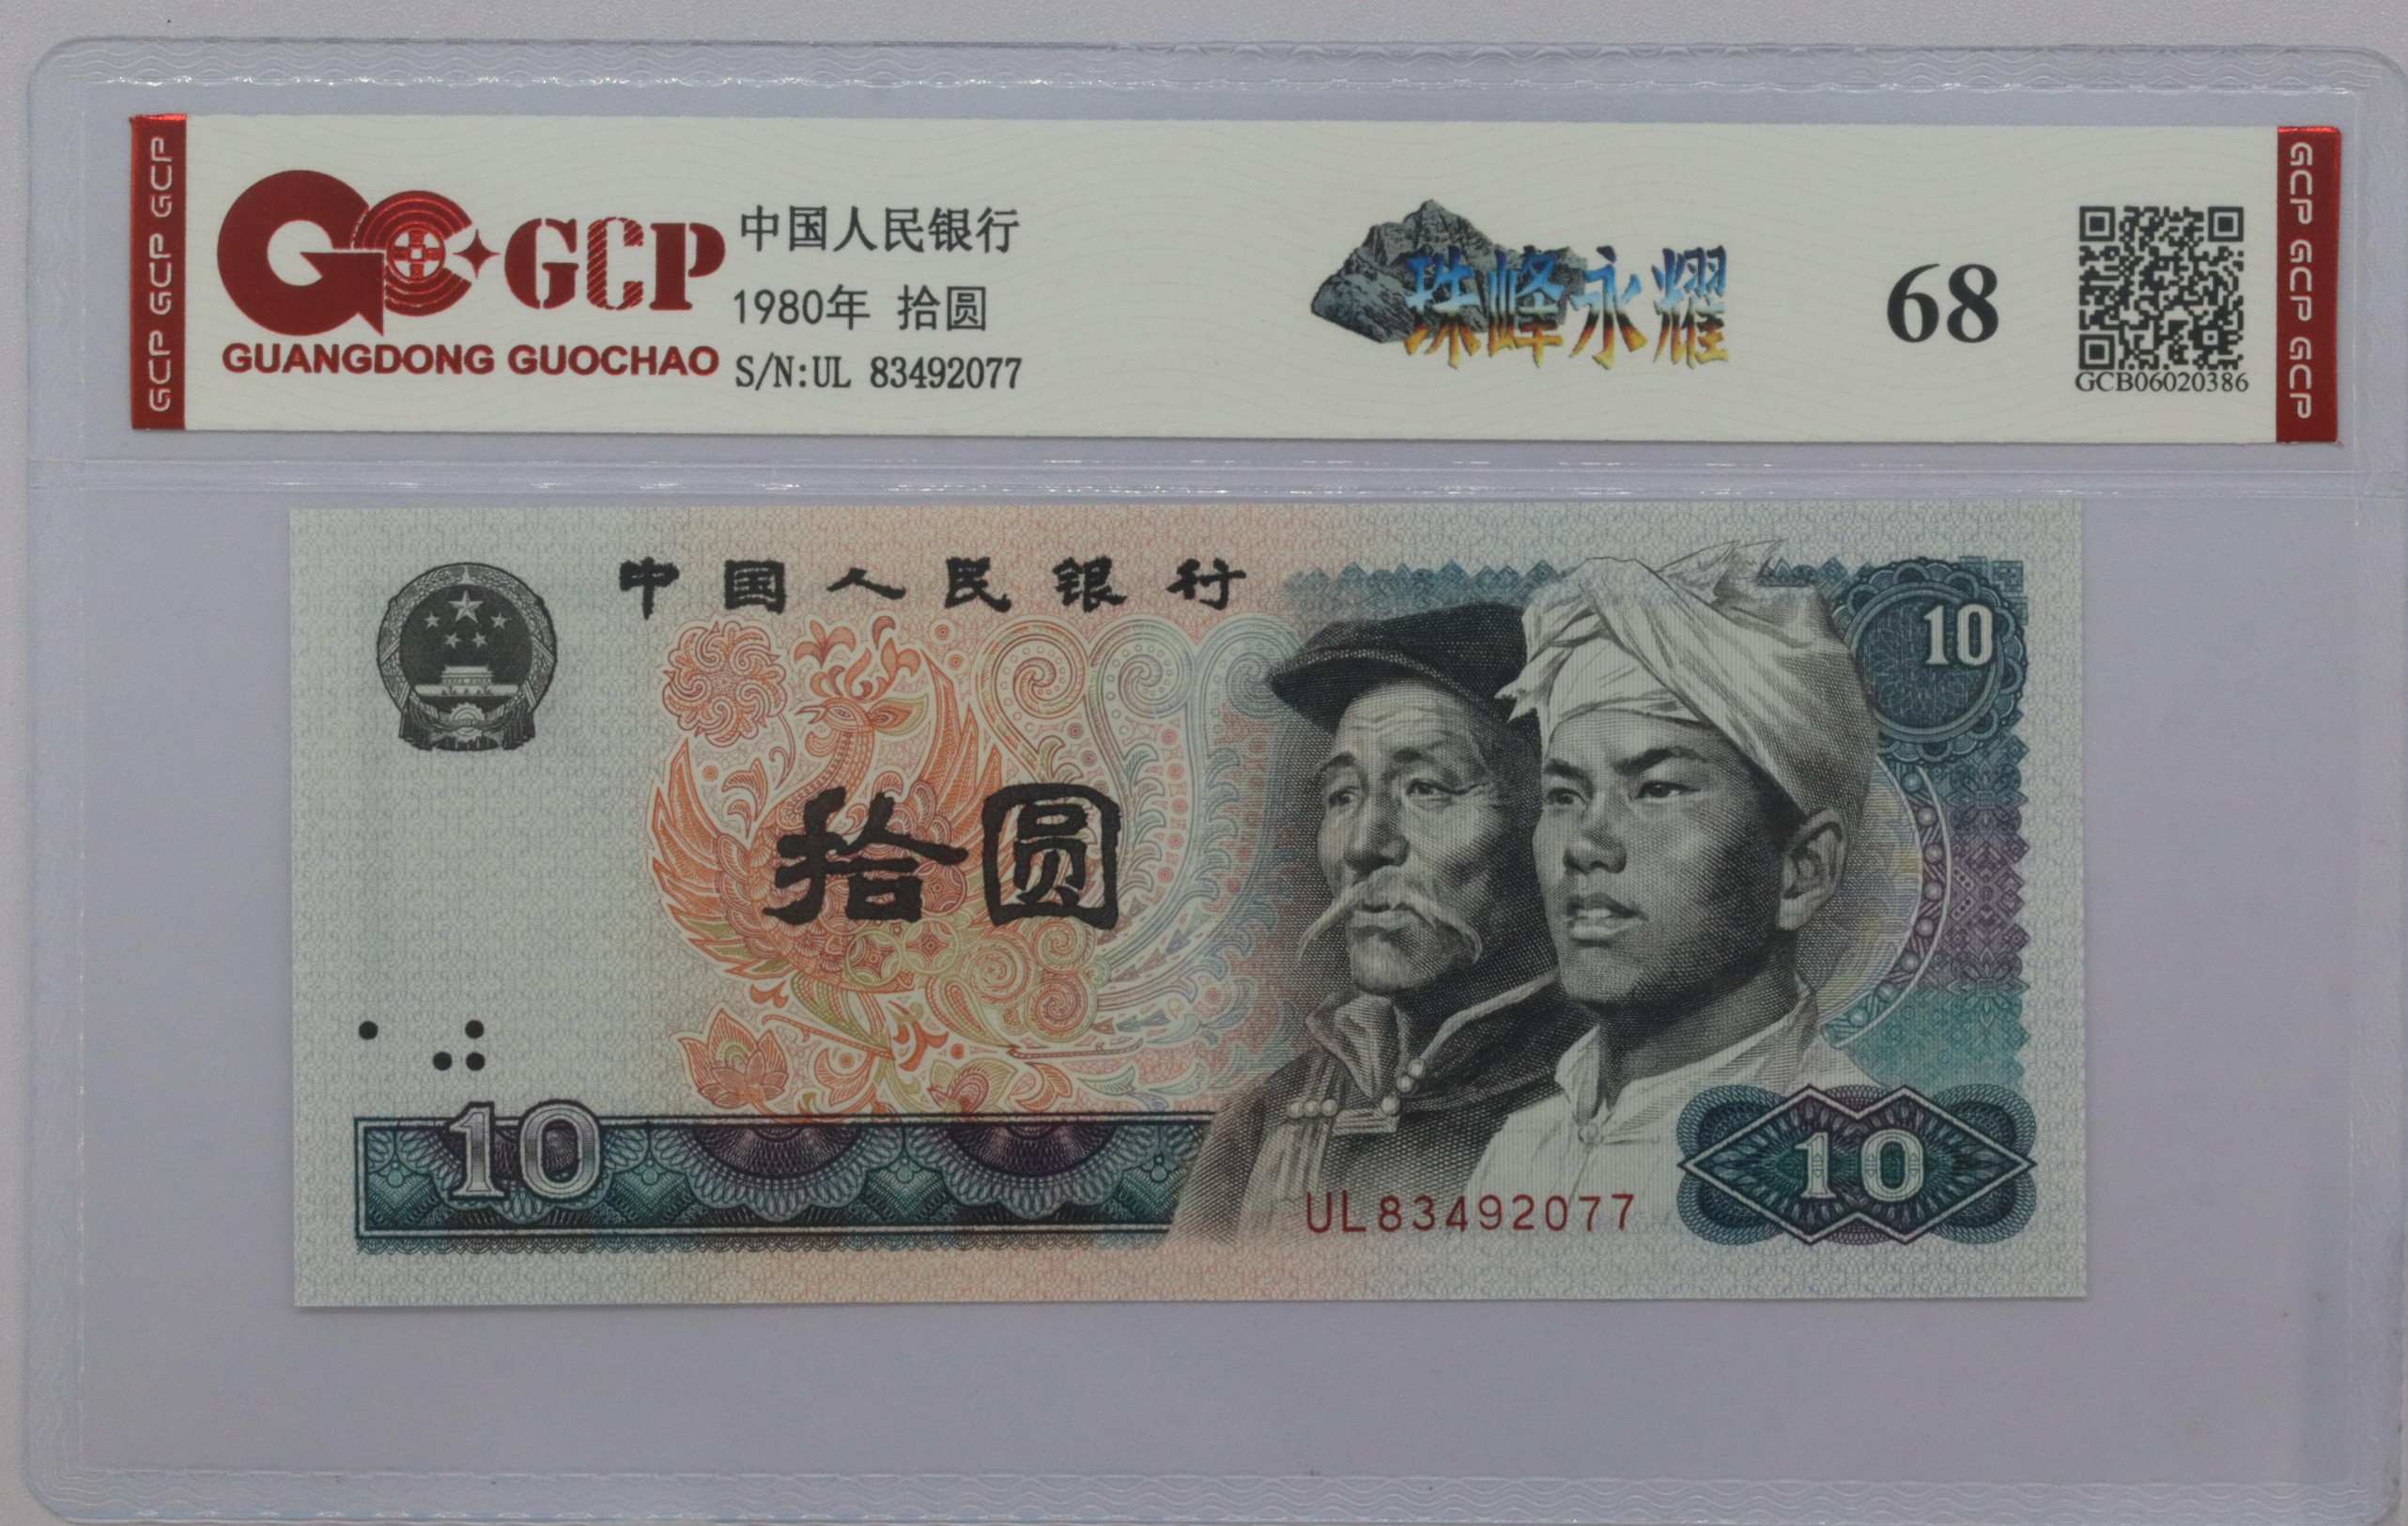 GCP GCP GCP
GCP
GUANGDONG GUOCHAO
中国人民银行
1980年 拾圆
S/N:UL 83492077
珠峰永耀
68
GCB06020386
GCP GCP GCP
中国人民银行
10
拾圆
10
UL83492077
10